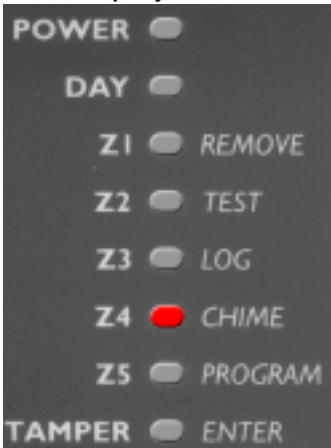 POWER
DAY
Z1 REMOVE
Z2 TEST
Z3 LOG
Z4 CHIME
Z5 PROGRAM
TAMPER ENTER